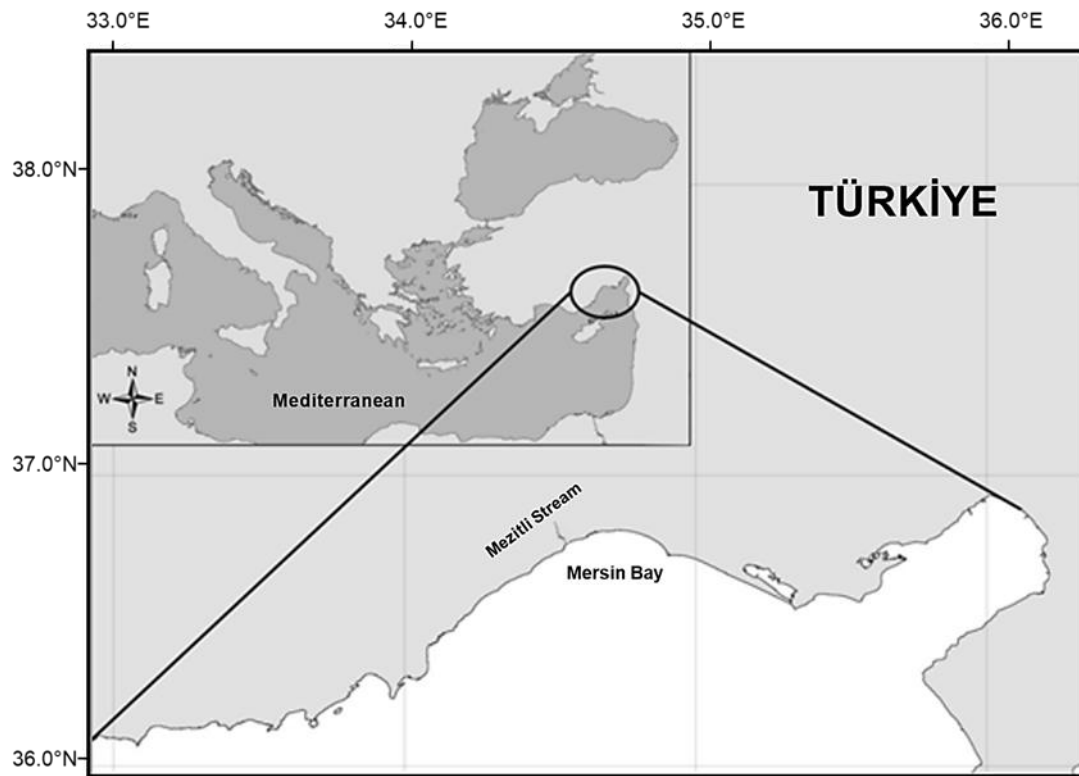 33.0°E 34.0°E 35.0°E 36.0°E
38.0°N
TÜRKİYE
N
W E
S
Mediterranean
37.0°N
Mezitli Stream
Mersin Bay
36.0°N